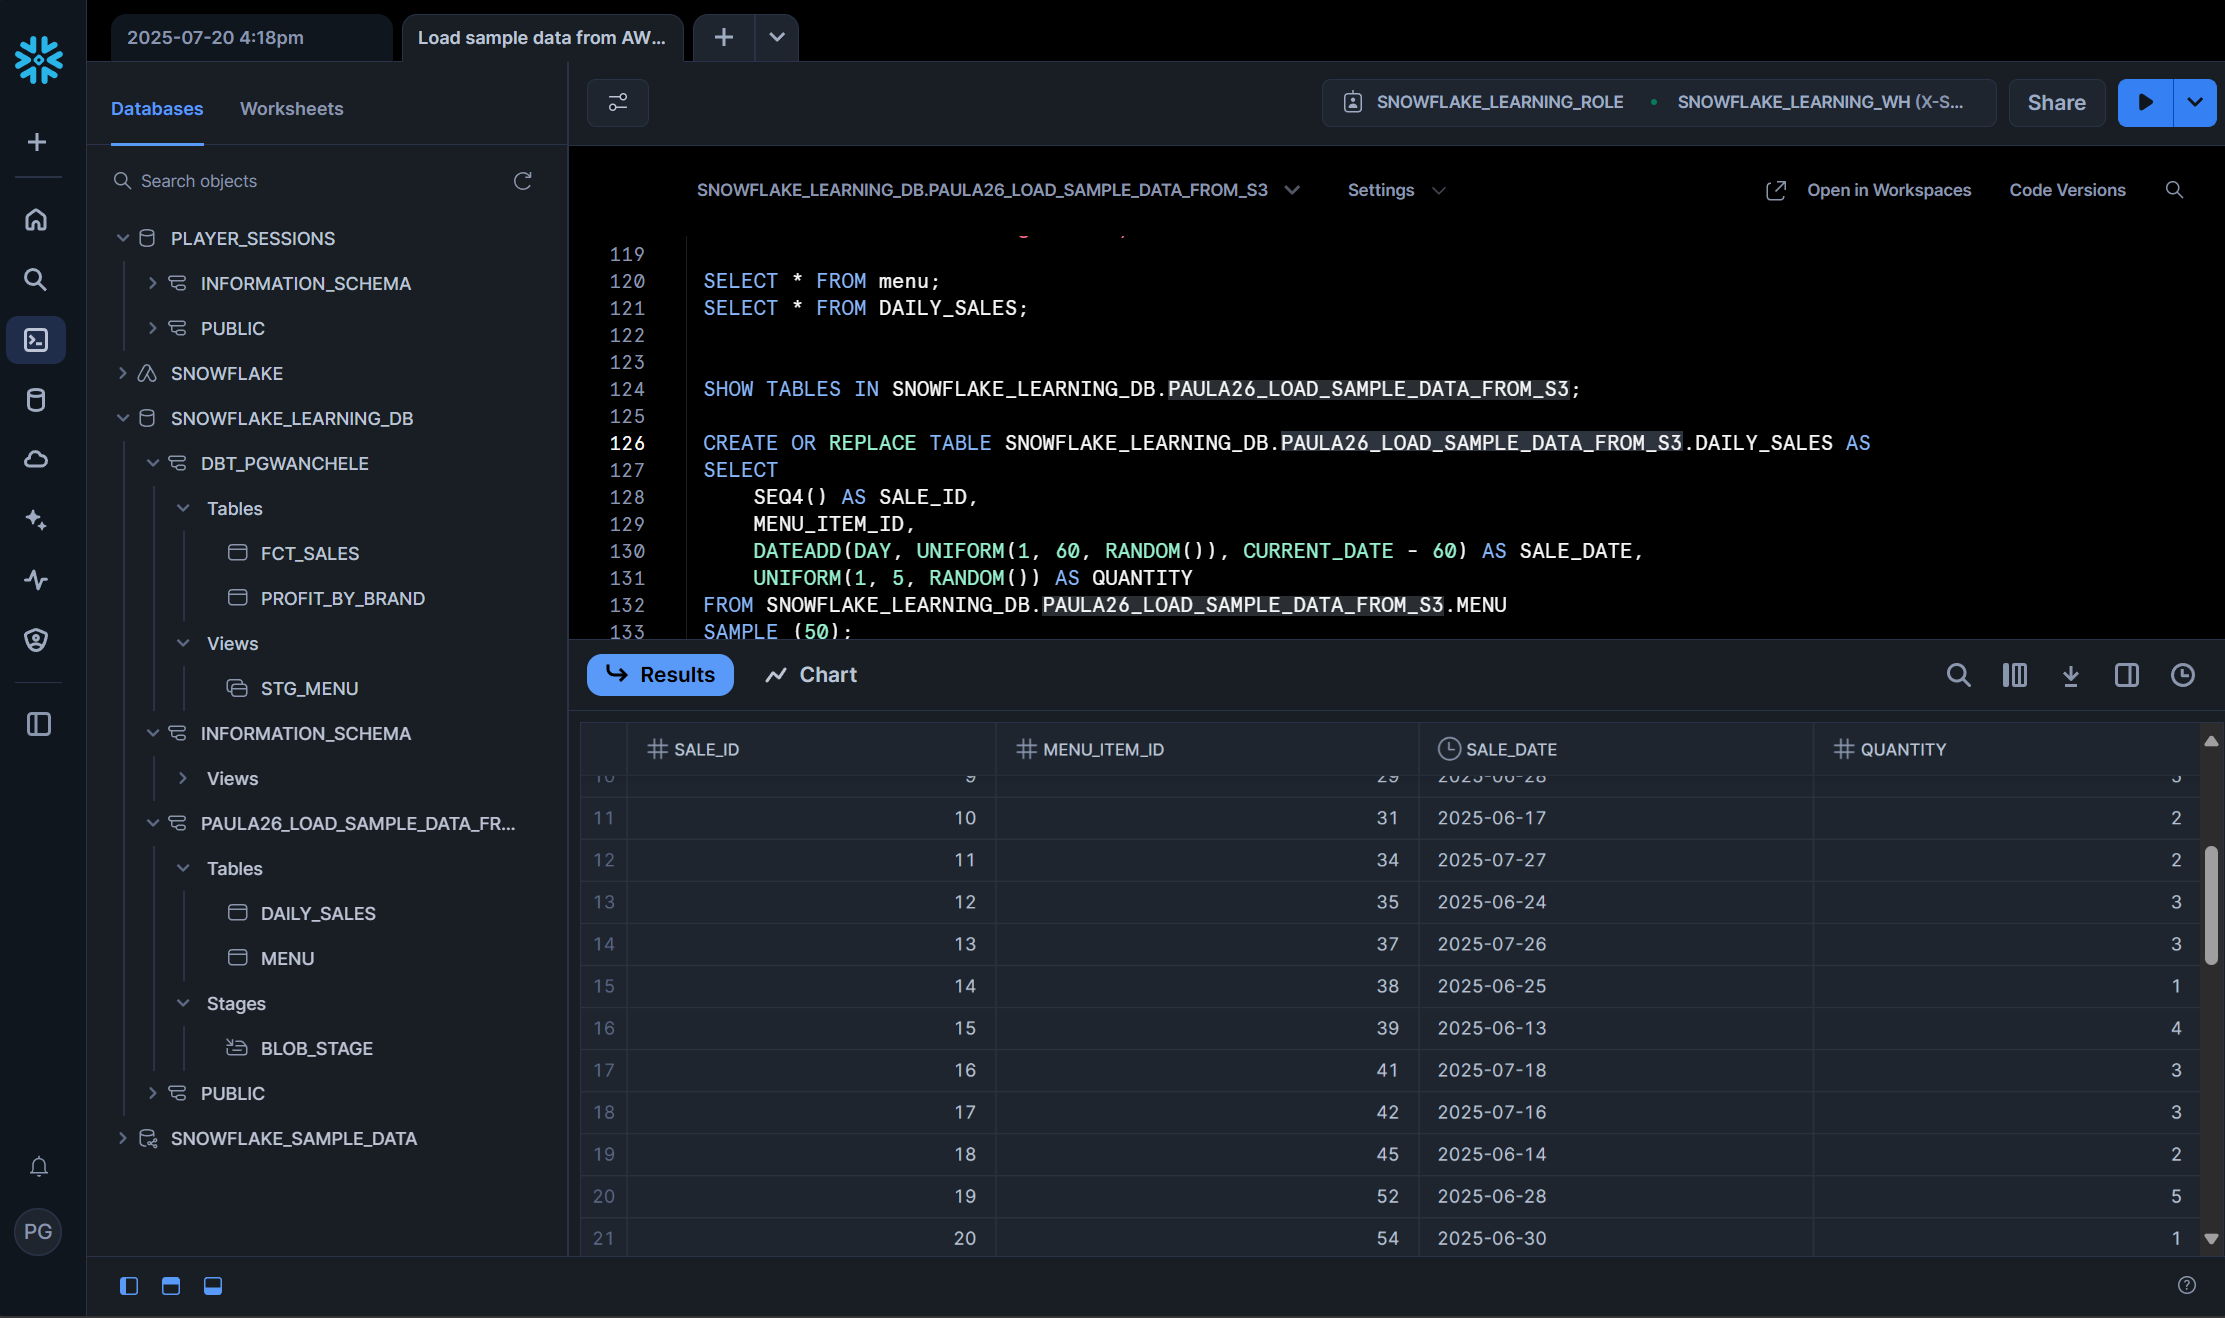 2025-07-20 4:18pm
Load sample data from AW...
Databases
Worksheets
SNOWFLAKE_LEARNING_ROLE
SNOWFLAKE_LEARNING_WH (X-S...
Share
Search objects
PLAYER_SESSIONS
INFORMATION_SCHEMA
PUBLIC
SNOWFLAKE
SNOWFLAKE_LEARNING_DB
DBT_PGWANCHELE
Tables
FCT_SALES
PROFIT_BY_BRAND
Views
STG_MENU
INFORMATION_SCHEMA
Views
PAULA26_LOAD_SAMPLE_DATA_FR...
Tables
DAILY_SALES
MENU
Stages
BLOB_STAGE
PUBLIC
SNOWFLAKE_SAMPLE_DATA
PG
SNOWFLAKE_LEARNING_DB.PAULA26_LOAD_SAMPLE_DATA_FROM_S3
Settings
Open in Workspaces
Code Versions
119
120 SELECT * FROM menu;
121 SELECT * FROM DAILY_SALES;
122
123
124 SHOW TABLES IN SNOWFLAKE_LEARNING_DB.PAULA26_LOAD_SAMPLE_DATA_FROM_S3;
125
126 CREATE OR REPLACE TABLE SNOWFLAKE_LEARNING_DB.PAULA26_LOAD_SAMPLE_DATA_FROM_S3.DAILY_SALES AS
127 SELECT
128 SEQ4() AS SALE_ID,
129 MENU_ITEM_ID,
130 DATEADD(DAY, UNIFORM(1, 60, RANDOM()), CURRENT_DATE - 60) AS SALE_DATE,
131 UNIFORM(1, 5, RANDOM()) AS QUANTITY
132 FROM SNOWFLAKE_LEARNING_DB.PAULA26_LOAD_SAMPLE_DATA_FROM_S3.MENU
133 SAMPLE (50);
Results
Chart
SALE_ID MENU_ITEM_ID SALE_DATE QUANTITY
10 9 29 2025-06-28
11 10 31 2025-06-17 2
12 11 34 2025-07-27 2
13 12 35 2025-06-24 3
14 13 37 2025-07-26 3
15 14 38 2025-06-25 1
16 15 39 2025-06-13 4
17 16 41 2025-07-18 3
18 17 42 2025-07-16 3
19 18 45 2025-06-14 2
20 19 52 2025-06-28 5
21 20 54 2025-06-30 1